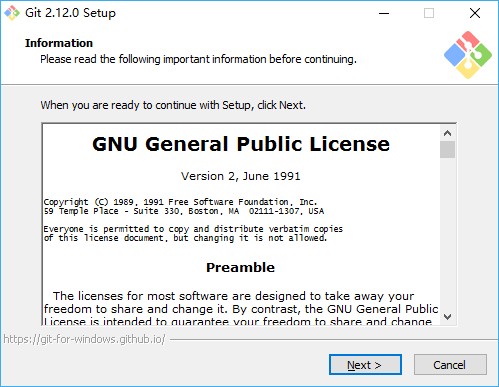 Git 2.12.0 Setup
Information
Please read the following important information before continuing.
When you are ready to continue with Setup, click Next.
GNU General Public License
Version 2, June 1991
Copyright (C) 1989, 1991 Free Software Foundation, Inc.
59 Temple Place - Suite 330, Boston, MA  02111-1307, USA
Everyone is permitted to copy and distribute verbatim copies
of this license document, but changing it is not allowed.
Preamble
The licenses for most software are designed to take away your
freedom to share and change it. By contrast, the GNU General Public
License is intended to guarantee your freedom to share and change
https://git-for-windows.github.io/
Next >
Cancel